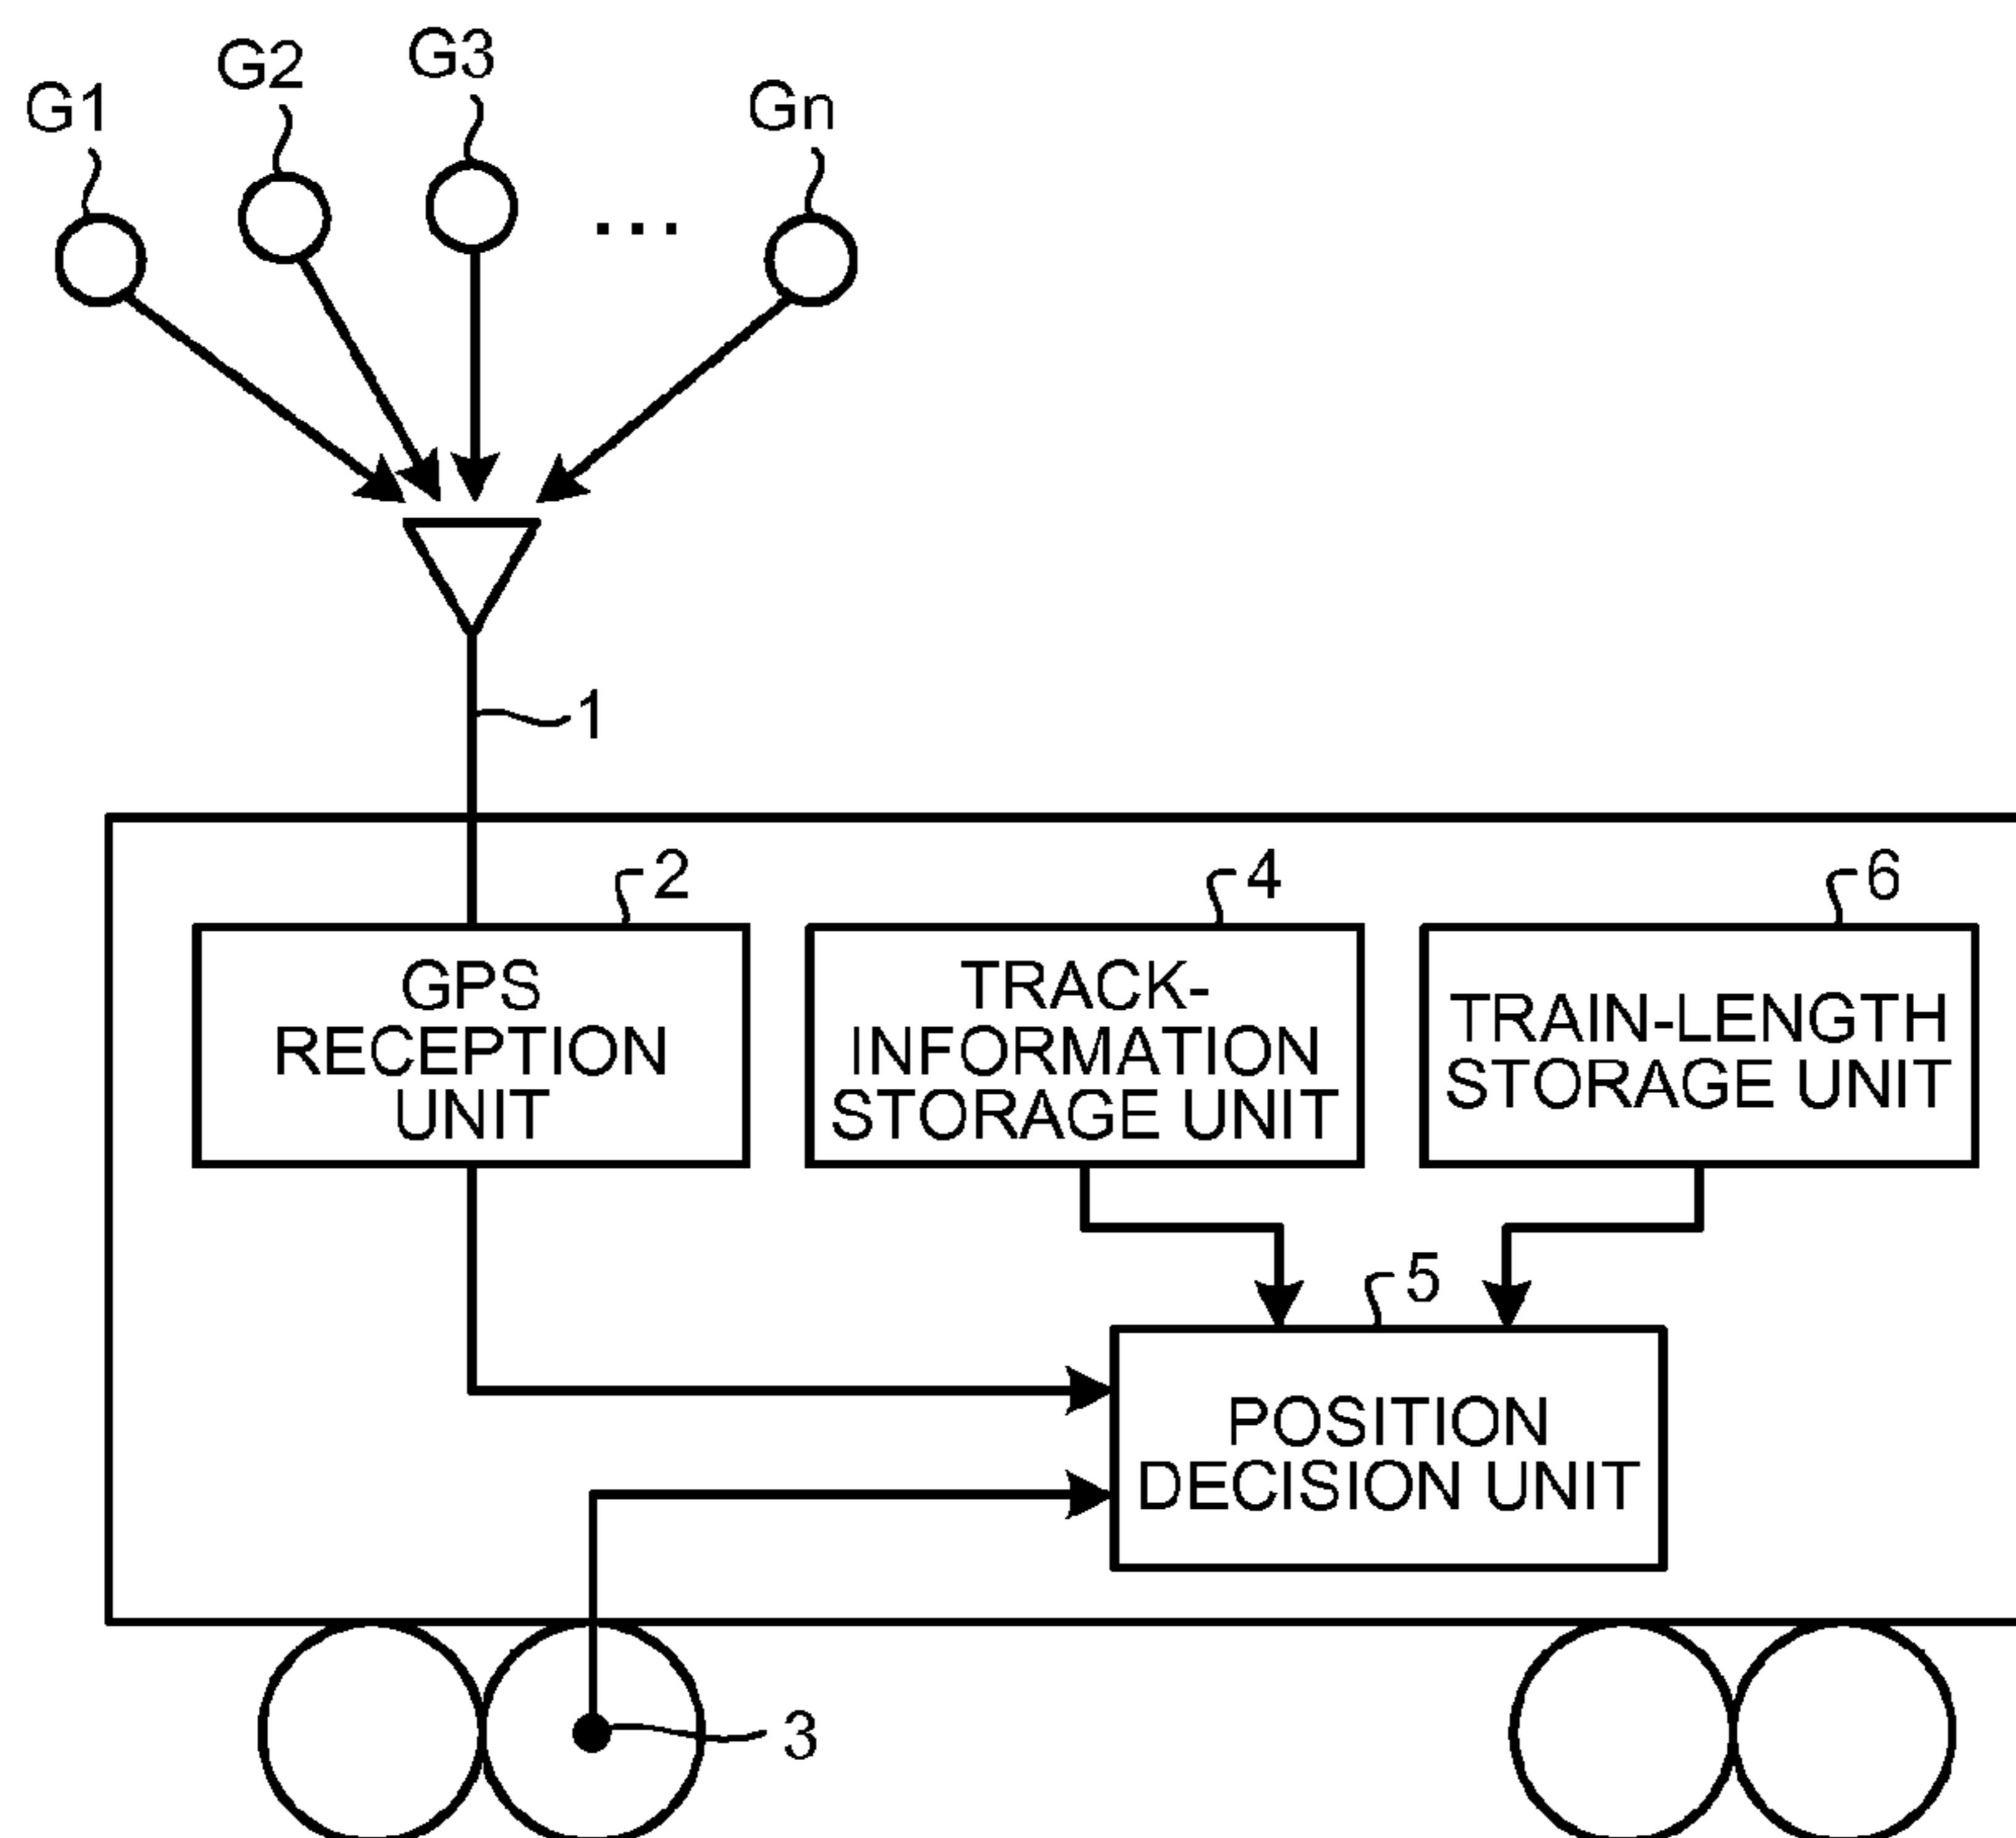 G1
G2
G3
Gn
...
1
2
4
6
GPS
RECEPTION
UNIT
TRACK-
INFORMATION
STORAGE UNIT
TRAIN-LENGTH
STORAGE UNIT
5
POSITION
DECISION UNIT
3